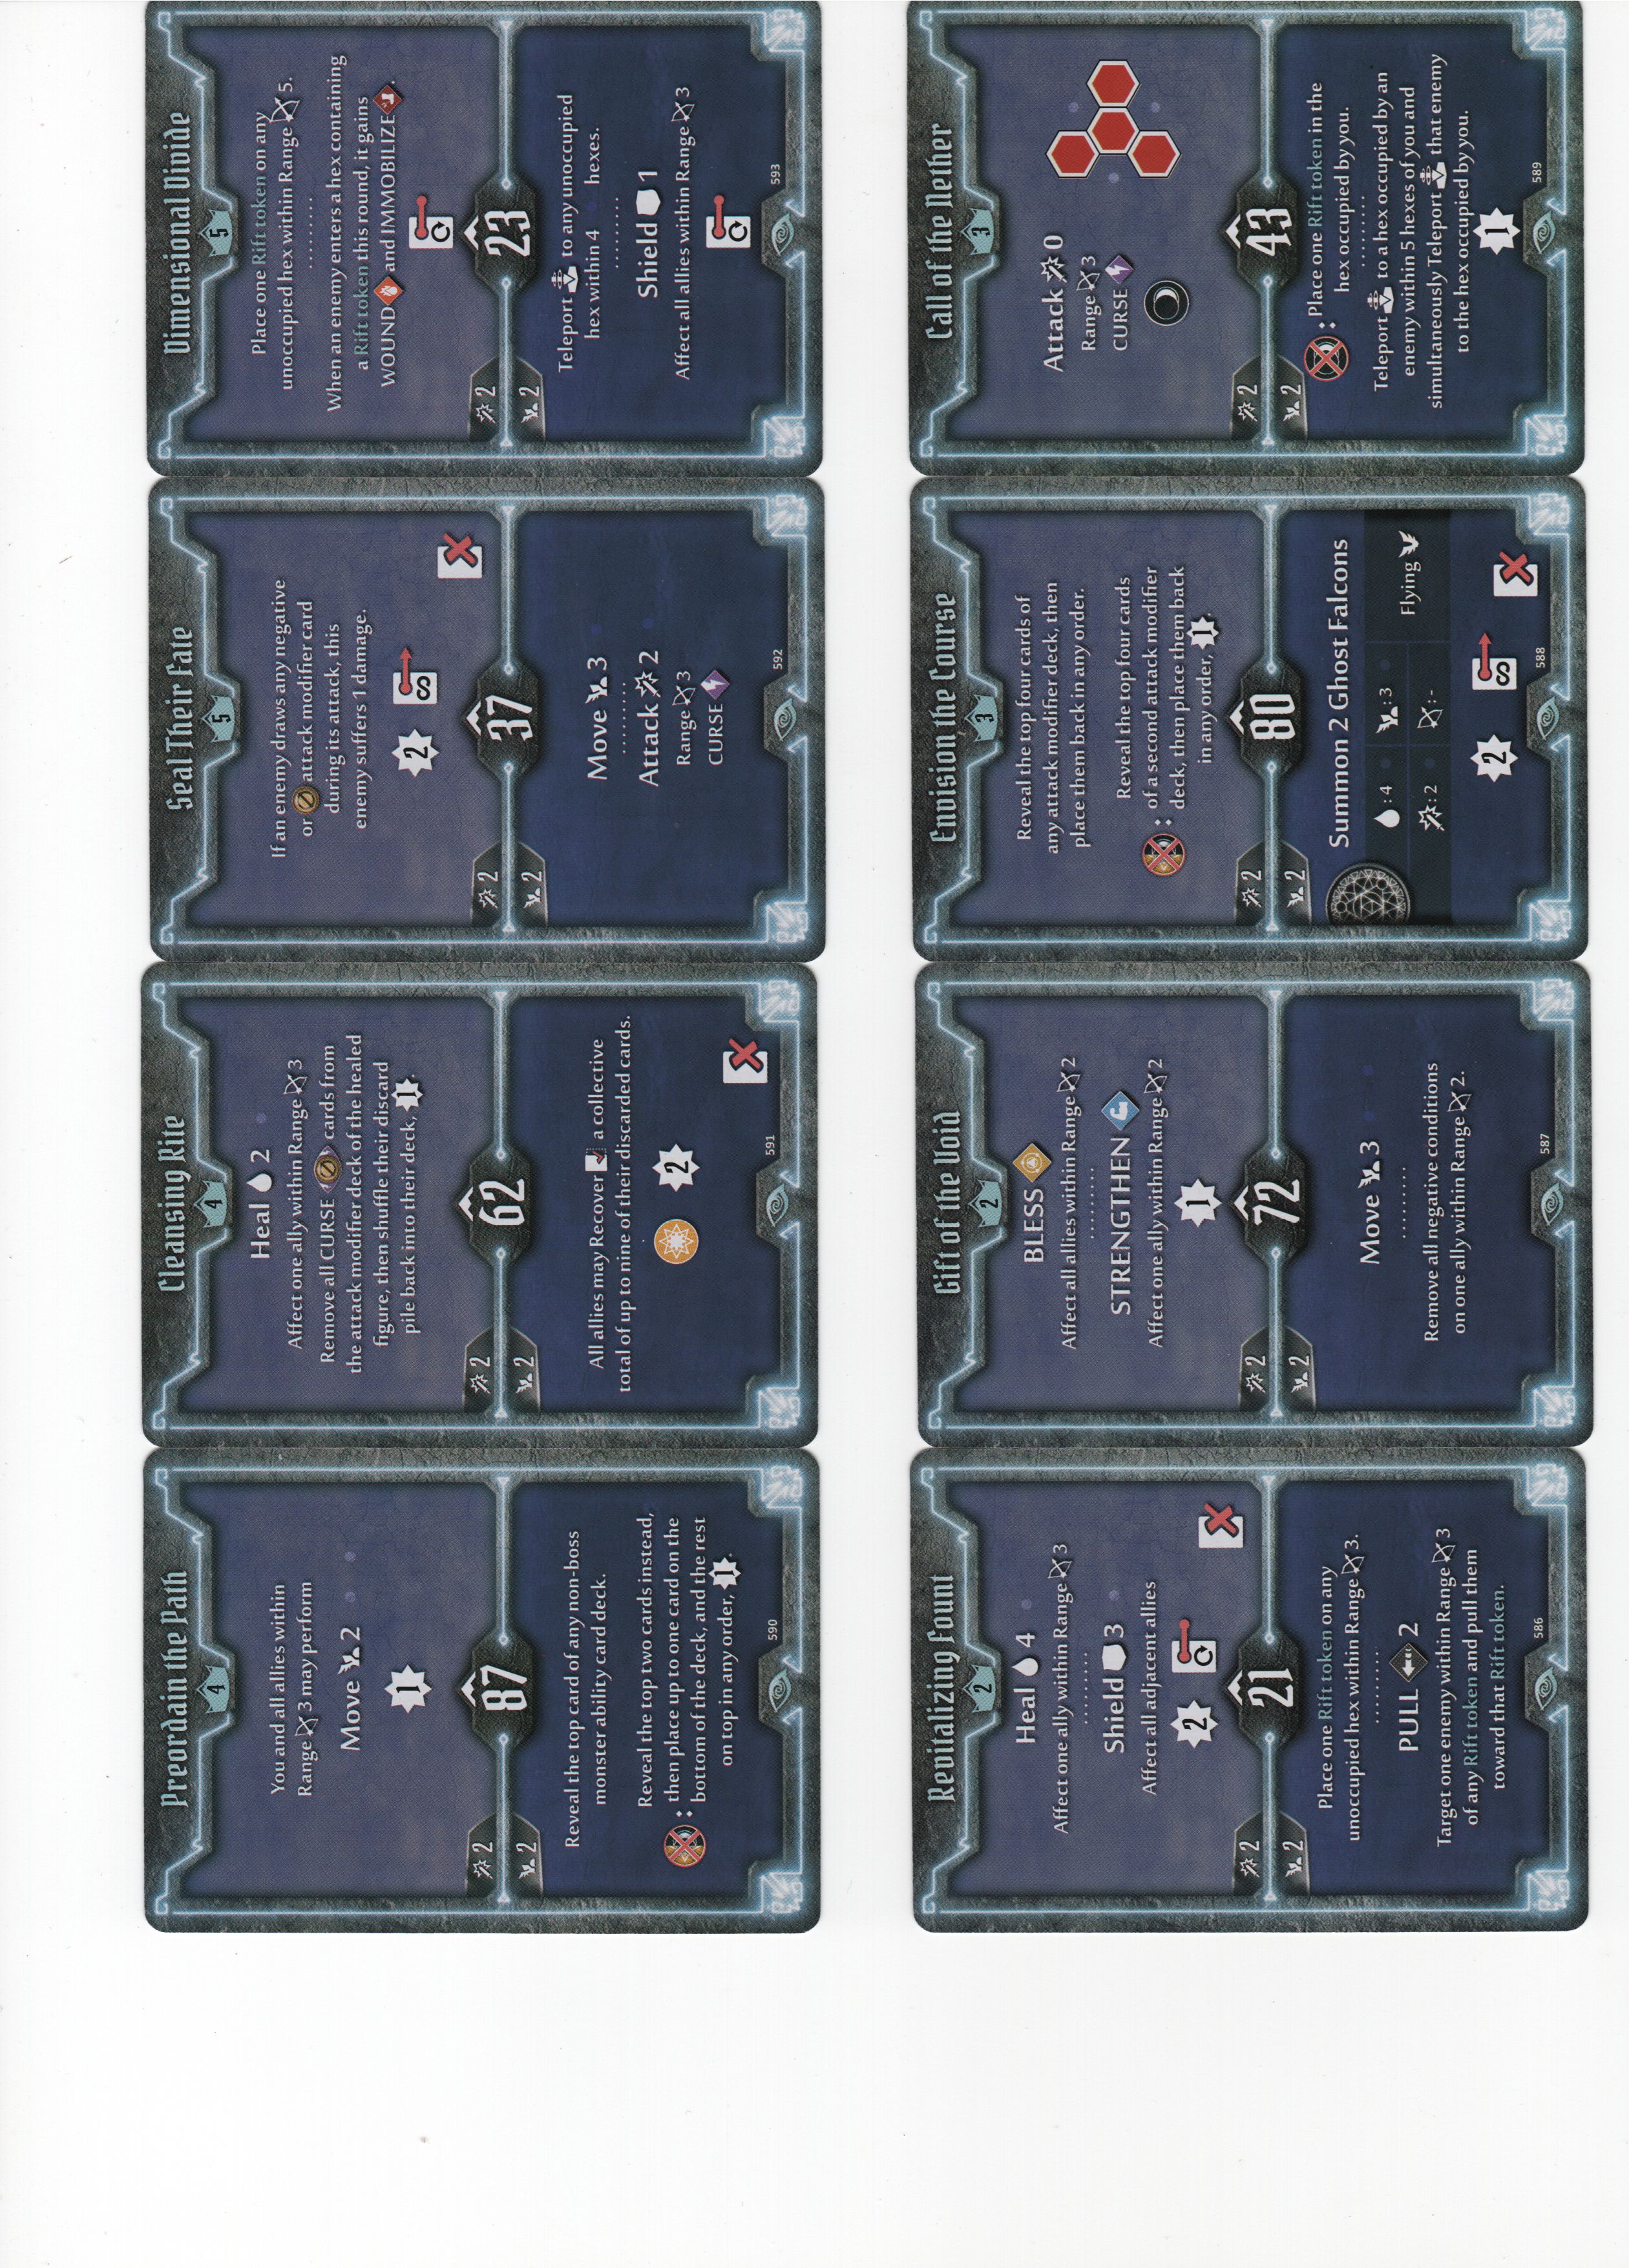 Preordain the Path
4
You and all allies within
Range 3 may perform
Move 2
1
2
87
2
Reveal the top card of any non-boss
monster ability card deck.
Reveal the top two cards instead,
: then place up to one card on the
bottom of the deck, and the rest
on top in any order, 1.
590
Cleansing Rite
4
Heal 2
Affect one ally within Range 3
Remove all CURSE cards from
the attack modifier deck of the healed
figure, then shuffle their discard
pile back into their deck, 1.
2
62
2
All allies may Recover a collective
total of up to nine of their discarded cards.
2
591
Seal Their Fate
5
If an enemy draws any negative
or attack modifier card
during its attack, this
enemy suffers 1 damage.
2 S
2
37
2
Move 3
Attack 2
Range 3
CURSE
592
Dimensional Divide
5
Place one Rift token on any
unoccupied hex within Range 5.
When an enemy enters a hex containing
a Rift token this round, it gains
WOUND and IMMOBILIZE.
2
23
2
Teleport to any unoccupied
hex within 4 hexes.
Shield 1
Affect all allies within Range 3
593
Revitalizing Fount
2
Heal 4
Affect one ally within Range 3
Shield 3
Affect all adjacent allies
2
2
21
2
Place one Rift token on any
unoccupied hex within Range 3.
PULL 2
Target one enemy within Range 3
of any Rift token and pull them
toward that Rift token.
586
Gift of the Void
2
BLESS
Affect all allies within Range 2
STRENGTHEN
Affect one ally within Range 2
1
2
72
2
Move 3
Remove all negative conditions
on one ally within Range 2.
587
Envision the Course
3
Reveal the top four cards of
any attack modifier deck, then
place them back in any order.
Reveal the top four cards
: of a second attack modifier
deck, then place them back
in any order, 1.
2
80
2
Summon 2 Ghost Falcons
:4 :3
Flying
:2 :-
2 S
588
Call of the Nether
3
Attack 0
Range 3
CURSE
2
43
2
: Place one Rift token in the
hex occupied by you.
Teleport to a hex occupied by an
enemy within 5 hexes of you and
simultaneously Teleport that enemy
to the hex occupied by you.
1
589